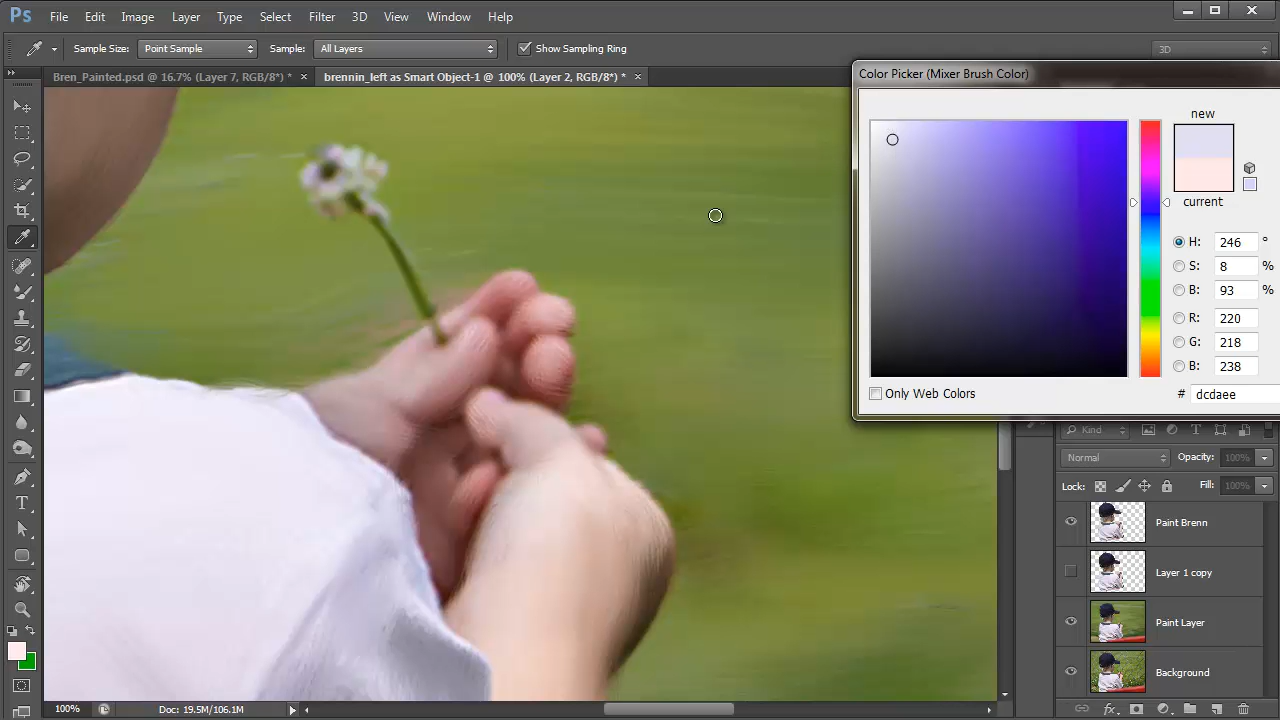 Ps File Edit Image Layer Type Select Filter 3D View Window Help
Sample Size: Point Sample Sample: All Layers Show Sampling Ring 3D
Bren_Painted.psd @ 16.7% (Layer 7, RGB/8*) * × brennin_left as Smart Object-1 @ 100% (Layer 2, RGB/8*) * ×
Color Picker (Mixer Brush Color)
new
current
H: 246 °
S: 8 %
B: 93 %
R: 220
G: 218
B: 238
Only Web Colors # dcdaee
Kind
Normal Opacity: 100%
Lock: Fill: 100%
Paint Brenn
Layer 1 copy
Paint Layer
Background
100% Doc: 19.5M/106.1M